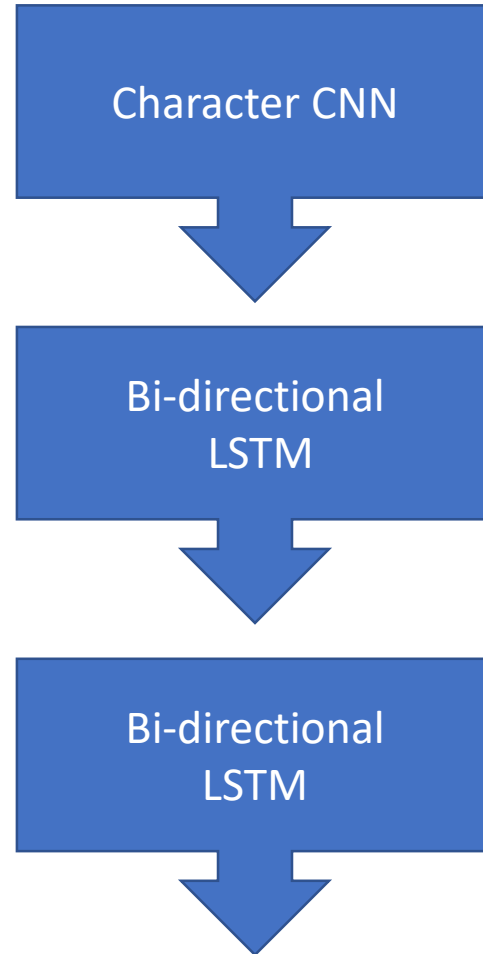 Character CNN
Bi-directional
LSTM
Bi-directional
LSTM